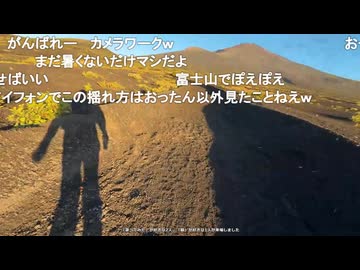 がんばれー　カメラワークｗ
お
まだ暑くないだけマシだよ
せばいい
富士山でぽえぽえ
イフォンでこの揺れ方はおったん以外見たことねえｗ